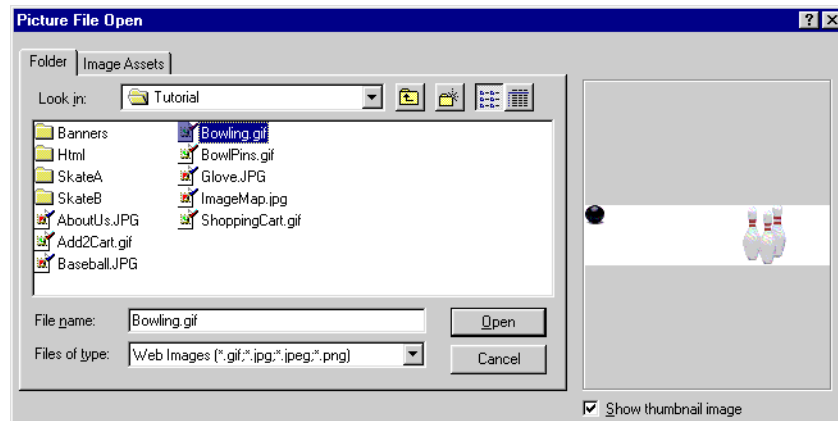 Picture File Open
Folder
Image Assets
Look in:
Tutorial
Banners
Html
SkateA
SkateB
AboutUs.JPG
Add2Cart.gif
Baseball.JPG
Bowling.gif
BowlPins.gif
Glove.JPG
ImageMap.jpg
ShoppingCart.gif
File name:
Bowling.gif
Open
Files of type:
Web Images (*.gif;*.jpg;*.jpeg;*.png)
Cancel
Show thumbnail image